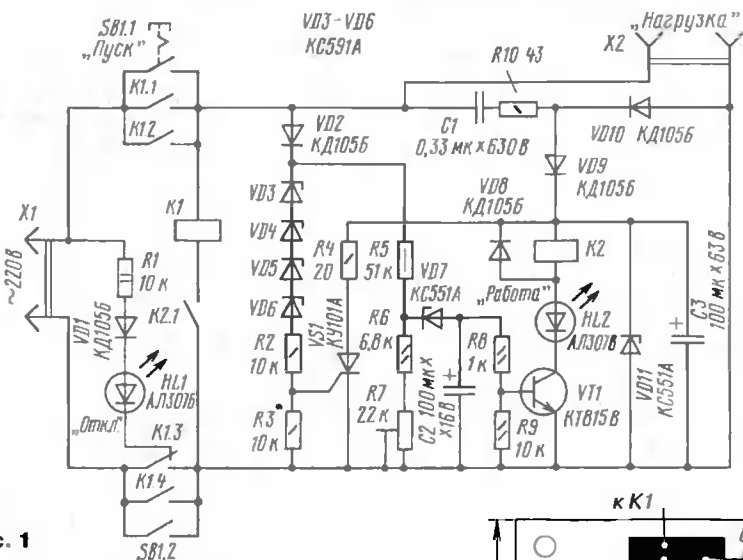 SB1.1
„Пуск"
VD3-VD6
КС591А
„Нагрузка"
X2
R10 43
K1.1
K1.2
C1
0,33 мк × 630 В
VD2
КД105Б
VD10 КД105Б
VD9
КД105Б
VD8
КД105Б
VD3
VD4
VD5
VD6
K1
X1
~220В
R1
10 к
VD1
КД105Б
K2.1
R4
20
R5
51 к
VD7
КС551А
K2
„Работа"
HL2
АЛ307В
C3
100 мк × 63 В
VS1
КУ101А
R6
6,8 к
R2
10 к
R8
1 к
HL1
АЛ307Б
„Откл."
R3*
10 к
R7
22 к
C2 100 мк ×
×16 В
R9
10 к
VT1
КТ815В
VD11
КС551А
K1.3
K1.4
SB1.2
с. 1
к K1